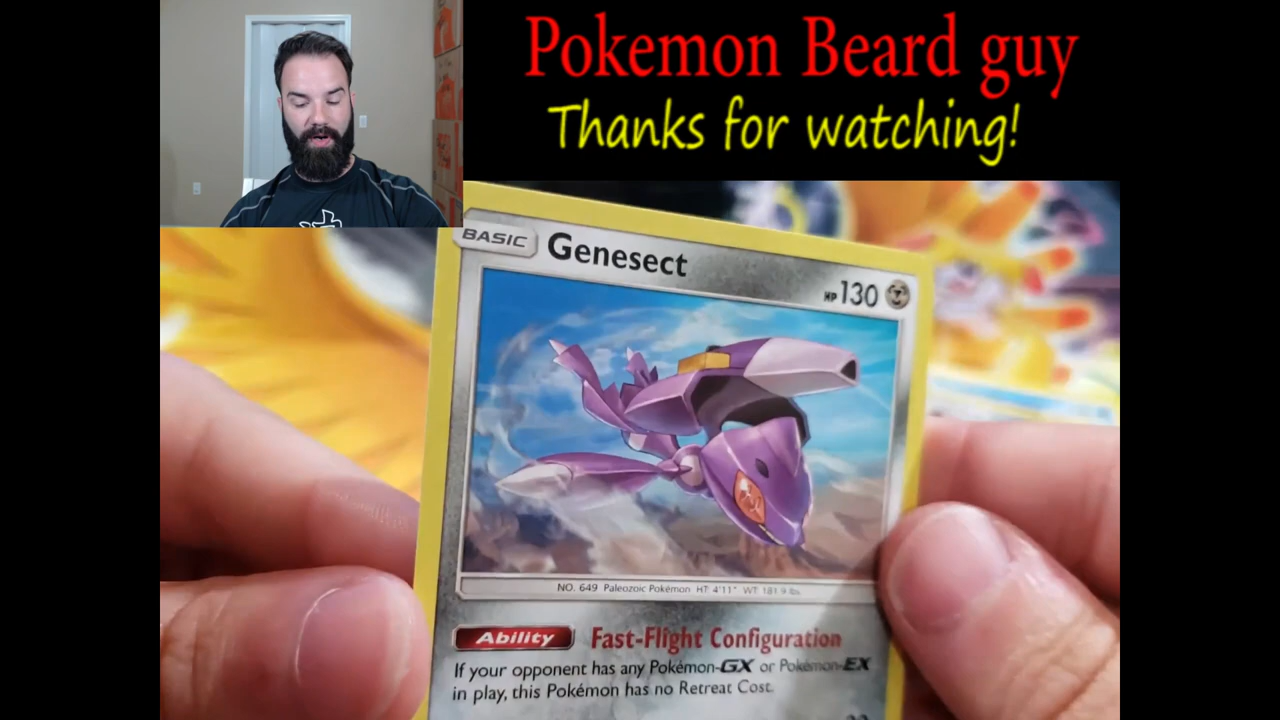 Pokemon Beard guy
Thanks for watching!
BASIC Genesect HP 130
NO. 649 Paleozoic Pokémon HT: 4'11" WT: 181.9 lbs.
Ability Fast-Flight Configuration
If your opponent has any Pokémon-GX or Pokémon-EX
in play, this Pokémon has no Retreat Cost.